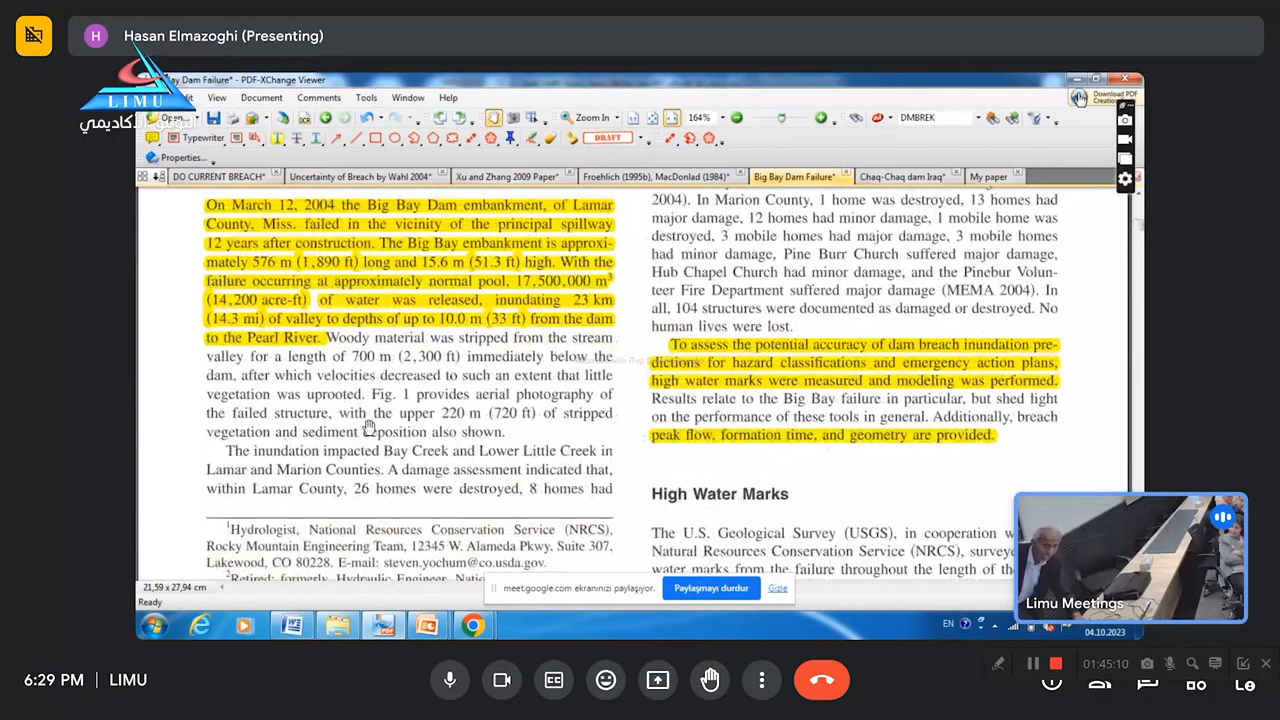 H
Hasan Elmazoghi (Presenting)
LIMU
Bay Dam Failure* - PDF-XChange Viewer
View Document Comments Tools Window Help
Download PDF
Open...
Zoom In
164%
DMBREK
Typewriter
DRAFT
Properties...
DO CURRENT BREACH*
Uncertainty of Breach by Wahl 2004*
Xu and Zhang 2009 Paper*
Froehlich (1995b), MacDonlad (1984)*
Big Bay Dam Failure*
Chaq-Chaq dam Iraq*
My paper
On March 12, 2004 the Big Bay Dam embankment, of Lamar
County, Miss. failed in the vicinity of the principal spillway
12 years after construction. The Big Bay embankment is approxi-
mately 576 m (1,890 ft) long and 15.6 m (51.3 ft) high. With the
failure occurring at approximately normal pool, 17,500,000 m³
(14,200 acre-ft) of water was released, inundating 23 km
(14.3 mi) of valley to depths of up to 10.0 m (33 ft) from the dam
to the Pearl River. Woody material was stripped from the stream
valley for a length of 700 m (2,300 ft) immediately below the
dam, after which velocities decreased to such an extent that little
vegetation was uprooted. Fig. 1 provides aerial photography of
the failed structure, with the upper 220 m (720 ft) of stripped
vegetation and sediment deposition also shown.
The inundation impacted Bay Creek and Lower Little Creek in
Lamar and Marion Counties. A damage assessment indicated that,
within Lamar County, 26 homes were destroyed, 8 homes had
¹Hydrologist, National Resources Conservation Service (NRCS),
Rocky Mountain Engineering Team, 12345 W. Alameda Pkwy. Suite 307,
Lakewood, CO 80228. E-mail: steven.yochum@co.usda.gov.
²Retired; formerly, Hydraulic Engineer,
2004). In Marion County, 1 home was destroyed, 13 homes had
major damage, 12 homes had minor damage, 1 mobile home was
destroyed, 3 mobile homes had major damage, 3 mobile homes
had minor damage, Pine Burr Church suffered major damage,
Hub Chapel Church had minor damage, and the Pinebur Volun-
teer Fire Department suffered major damage (MEMA 2004). In
all, 104 structures were documented as damaged or destroyed. No
human lives were lost.
To assess the potential accuracy of dam breach inundation pre-
dictions for hazard classifications and emergency action plans,
high water marks were measured and modeling was performed.
Results relate to the Big Bay failure in particular, but shed light
on the performance of these tools in general. Additionally, breach
peak flow, formation time, and geometry are provided.
High Water Marks
The U.S. Geological Survey (USGS), in cooperation
Natural Resources Conservation Service (NRCS),
water marks from the failure throughout the length of
21,59 x 27,94 cm
Ready
meet.google.com ekranınızı paylaşıyor.
Paylaşmayı durdur
Gizle
EN
04.10.2023
Limu Meetings
6:29 PM | LIMU
01:45:10